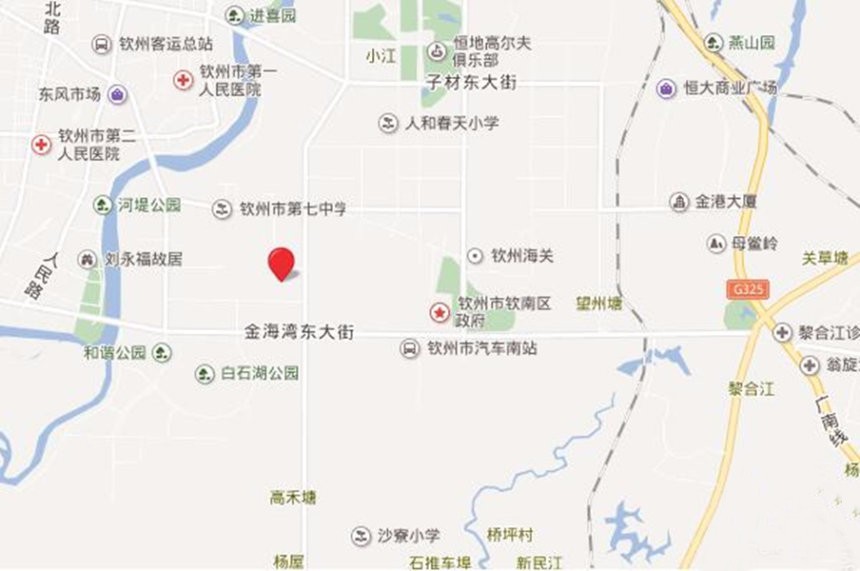 北路
进喜园
钦州客运总站
小江
恒地高尔夫
俱乐部
燕山园
钦州市第一
人民医院
子材东大街
东风市场
恒大商业广场
人和春天小学
钦州市第二
人民医院
河堤公园
钦州市第七中学
金港大厦
母鲎岭
刘永福故居
钦州海关
关草塘
人民路
G325
钦州市钦南区
政府
望州塘
金海湾东大街
黎合江诊
和谐公园
钦州市汽车南站
翁旋
白石湖公园
黎合江
广南线
杨
高禾塘
沙寮小学
桥坪村
杨屋
石推车埠
新民江